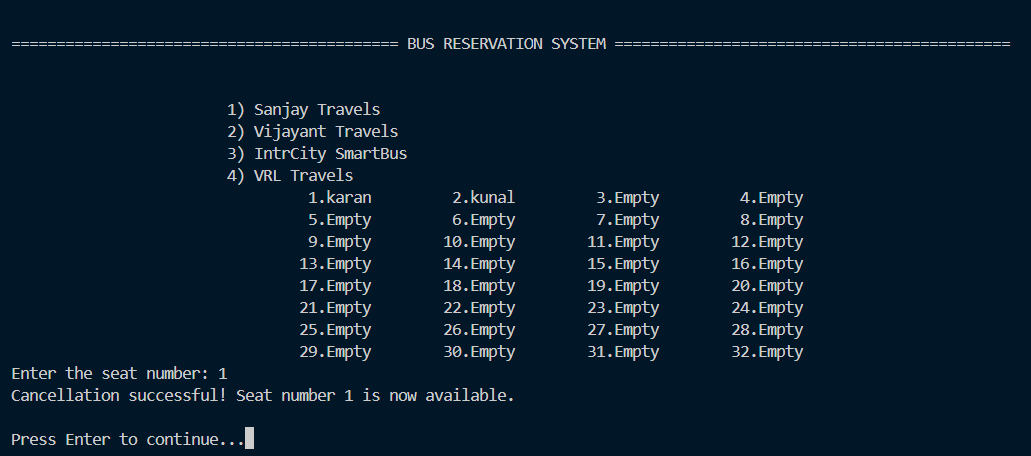 =========================================== BUS RESERVATION SYSTEM ============================================
1) Sanjay Travels
2) Vijayant Travels
3) IntrCity SmartBus
4) VRL Travels
1.karan 2.kunal 3.Empty 4.Empty
5.Empty 6.Empty 7.Empty 8.Empty
9.Empty 10.Empty 11.Empty 12.Empty
13.Empty 14.Empty 15.Empty 16.Empty
17.Empty 18.Empty 19.Empty 20.Empty
21.Empty 22.Empty 23.Empty 24.Empty
25.Empty 26.Empty 27.Empty 28.Empty
29.Empty 30.Empty 31.Empty 32.Empty
Enter the seat number: 1
Cancellation successful! Seat number 1 is now available.
Press Enter to continue...